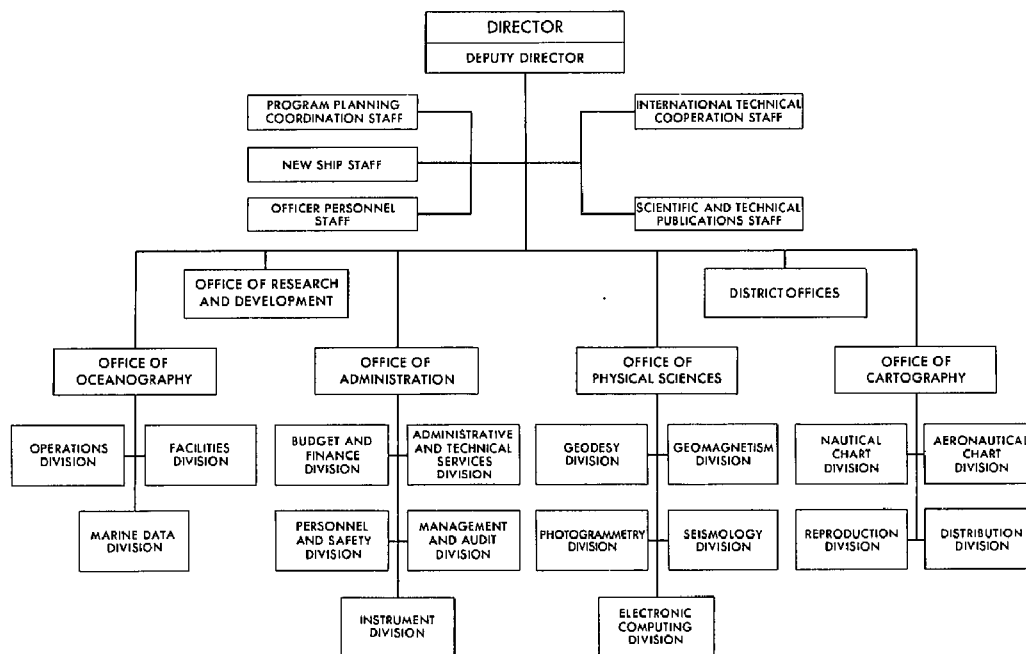 DIRECTOR
DEPUTY DIRECTOR
PROGRAM PLANNING
COORDINATION STAFF
INTERNATIONAL TECHNICAL
COOPERATION STAFF
NEW SHIP STAFF
OFFICER PERSONNEL
STAFF
SCIENTIFIC AND TECHNICAL
PUBLICATIONS STAFF
OFFICE OF RESEARCH
AND DEVELOPMENT
DISTRICT OFFICES
OFFICE OF
OCEANOGRAPHY
OFFICE OF
ADMINISTRATION
OFFICE OF
PHYSICAL SCIENCES
OFFICE OF
CARTOGRAPHY
OPERATIONS
DIVISION
FACILITIES
DIVISION
BUDGET AND
FINANCE DIVISION
ADMINISTRATIVE
AND TECHNICAL
SERVICES DIVISION
GEODESY
DIVISION
GEOMAGNETISM
DIVISION
NAUTICAL
CHART
DIVISION
AERONAUTICAL
CHART
DIVISION
MARINE DATA
DIVISION
PERSONNEL
AND SAFETY
DIVISION
MANAGEMENT
AND AUDIT
DIVISION
PHOTOGRAMMETRY
DIVISION
SEISMOLOGY
DIVISION
REPRODUCTION
DIVISION
DISTRIBUTION
DIVISION
INSTRUMENT
DIVISION
ELECTRONIC
COMPUTING
DIVISION